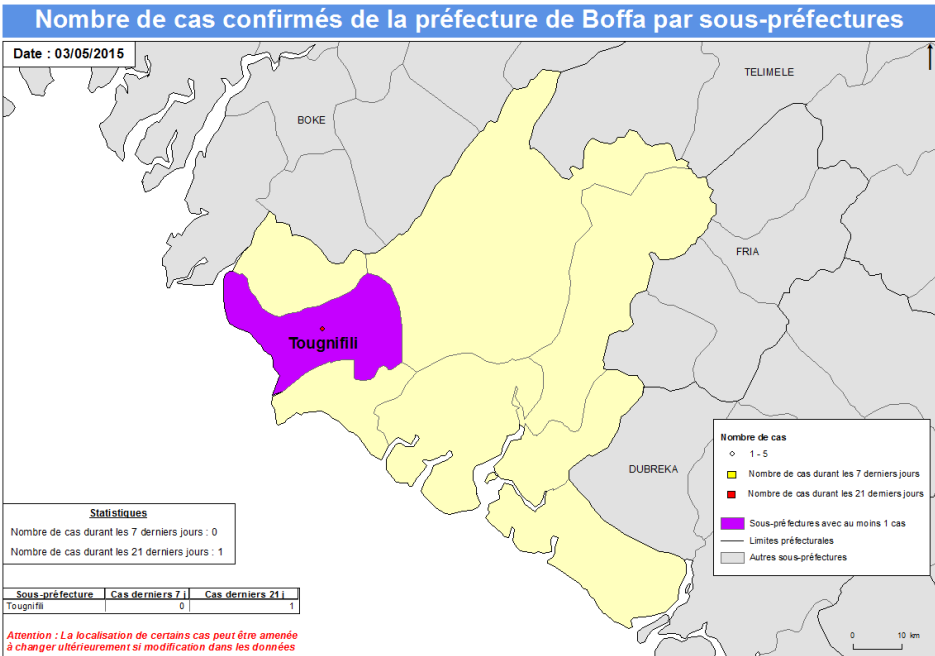 Nombre de cas confirmés de la préfecture de Boffa par sous-préfectures
Date : 03/05/2015
TELIMELE
BOKE
FRIA
Tougnifili
DUBREKA
Nombre de cas
1 - 5
Nombre de cas durant les 7 derniers jours
Nombre de cas durant les 21 derniers jours
Sous-préfectures avec au moins 1 cas
Limites préfecturales
Autres sous-préfectures
Statistiques
Nombre de cas durant les 7 derniers jours : 0
Nombre de cas durant les 21 derniers jours : 1
Sous-préfecture Cas derniers 7 j Cas derniers 21 j
Tougnifili 0 1
Attention : La localisation de certains cas peut être amenée
à changer ultérieurement si modification dans les données
0 10 km